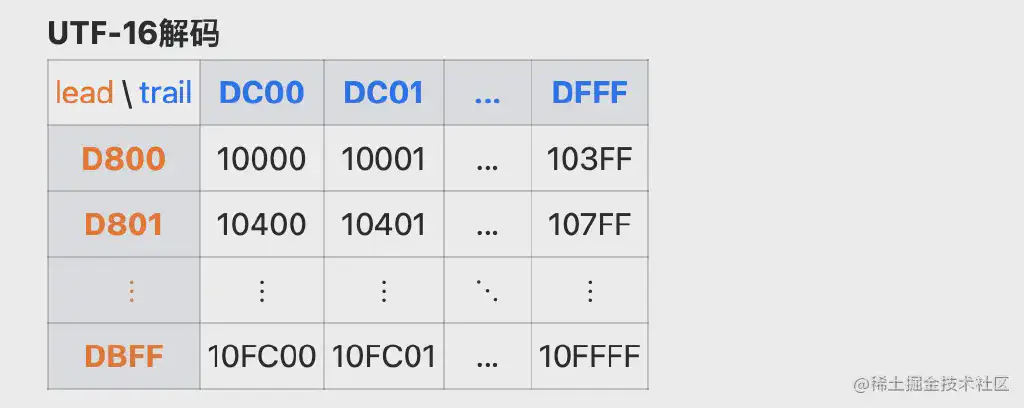 UTF-16解码
lead \ trail DC00 DC01 ... DFFF
D800 10000 10001 ... 103FF
D801 10400 10401 ... 107FF
⋮ ⋮ ⋮ ⋱ ⋮
DBFF 10FC00 10FC01 ... 10FFFF
@稀土掘金技术社区